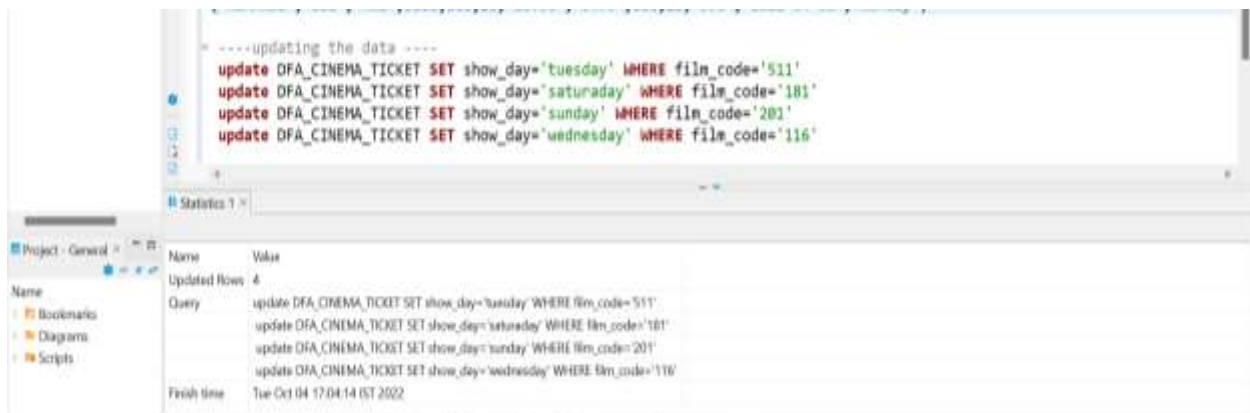 ----updating the data ----
update DFA_CINEMA_TICKET SET show_day='tuesday' WHERE film_code='511'
update DFA_CINEMA_TICKET SET show_day='saturaday' WHERE film_code='181'
update DFA_CINEMA_TICKET SET show_day='sunday' WHERE film_code='201'
update DFA_CINEMA_TICKET SET show_day='wednesday' WHERE film_code='116'
Statistics 1
Project - General
Name
Bookmarks
Diagrams
Scripts
Name Value
Updated Rows 4
Query update DFA_CINEMA_TICKET SET show_day='tuesday' WHERE film_code='511'
update DFA_CINEMA_TICKET SET show_day='saturaday' WHERE film_code='181'
update DFA_CINEMA_TICKET SET show_day='sunday' WHERE film_code='201'
update DFA_CINEMA_TICKET SET show_day='wednesday' WHERE film_code='116'
Finish time Tue Oct 04 17:04:14 IST 2022